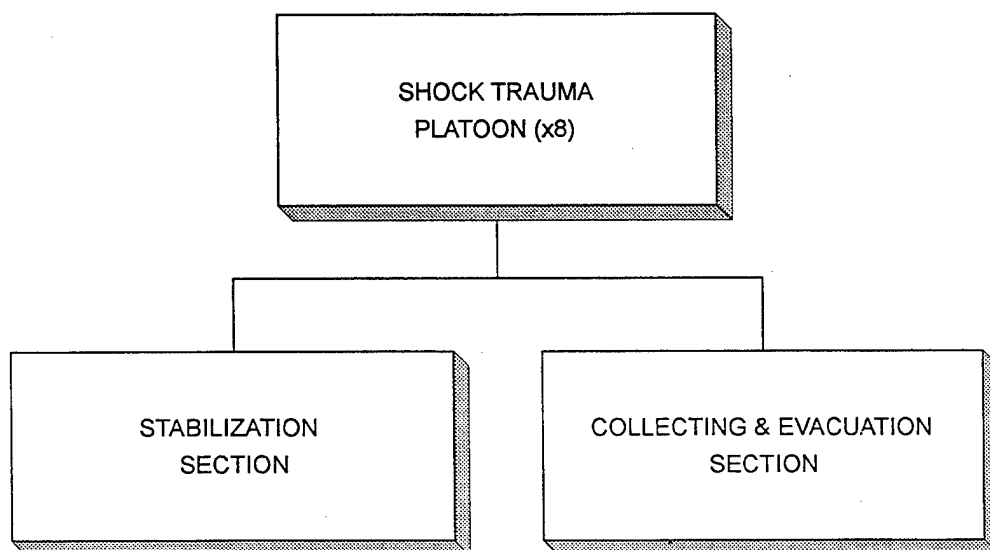 SHOCK TRAUMA
PLATOON (x8)
STABILIZATION
SECTION
COLLECTING & EVACUATION
SECTION